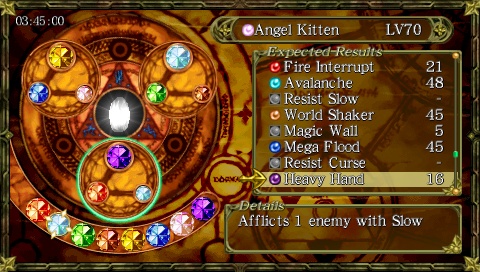 03:45:00
Angel Kitten LV70
Expected Results
Fire Interrupt 21
Avalanche 48
Resist Slow -
World Shaker 45
Magic Wall 5
Mega Flood 45
Resist Curse -
Heavy Hand 16
Details
Afflicts 1 enemy with Slow